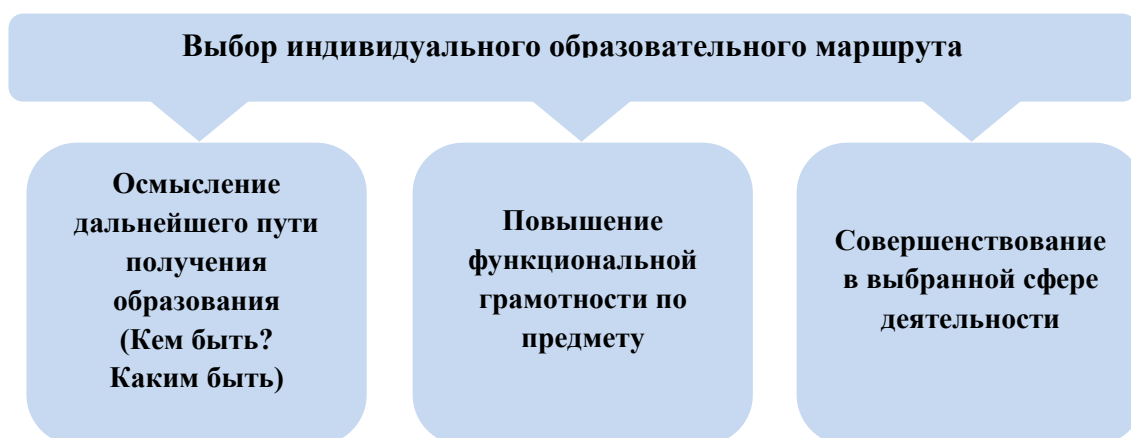 Выбор индивидуального образовательного маршрута
Осмысление
дальнейшего пути
получения
образования
(Кем быть?
Каким быть)
Повышение
функциональной
грамотности по
предмету
Совершенствование
в выбранной сфере
деятельности